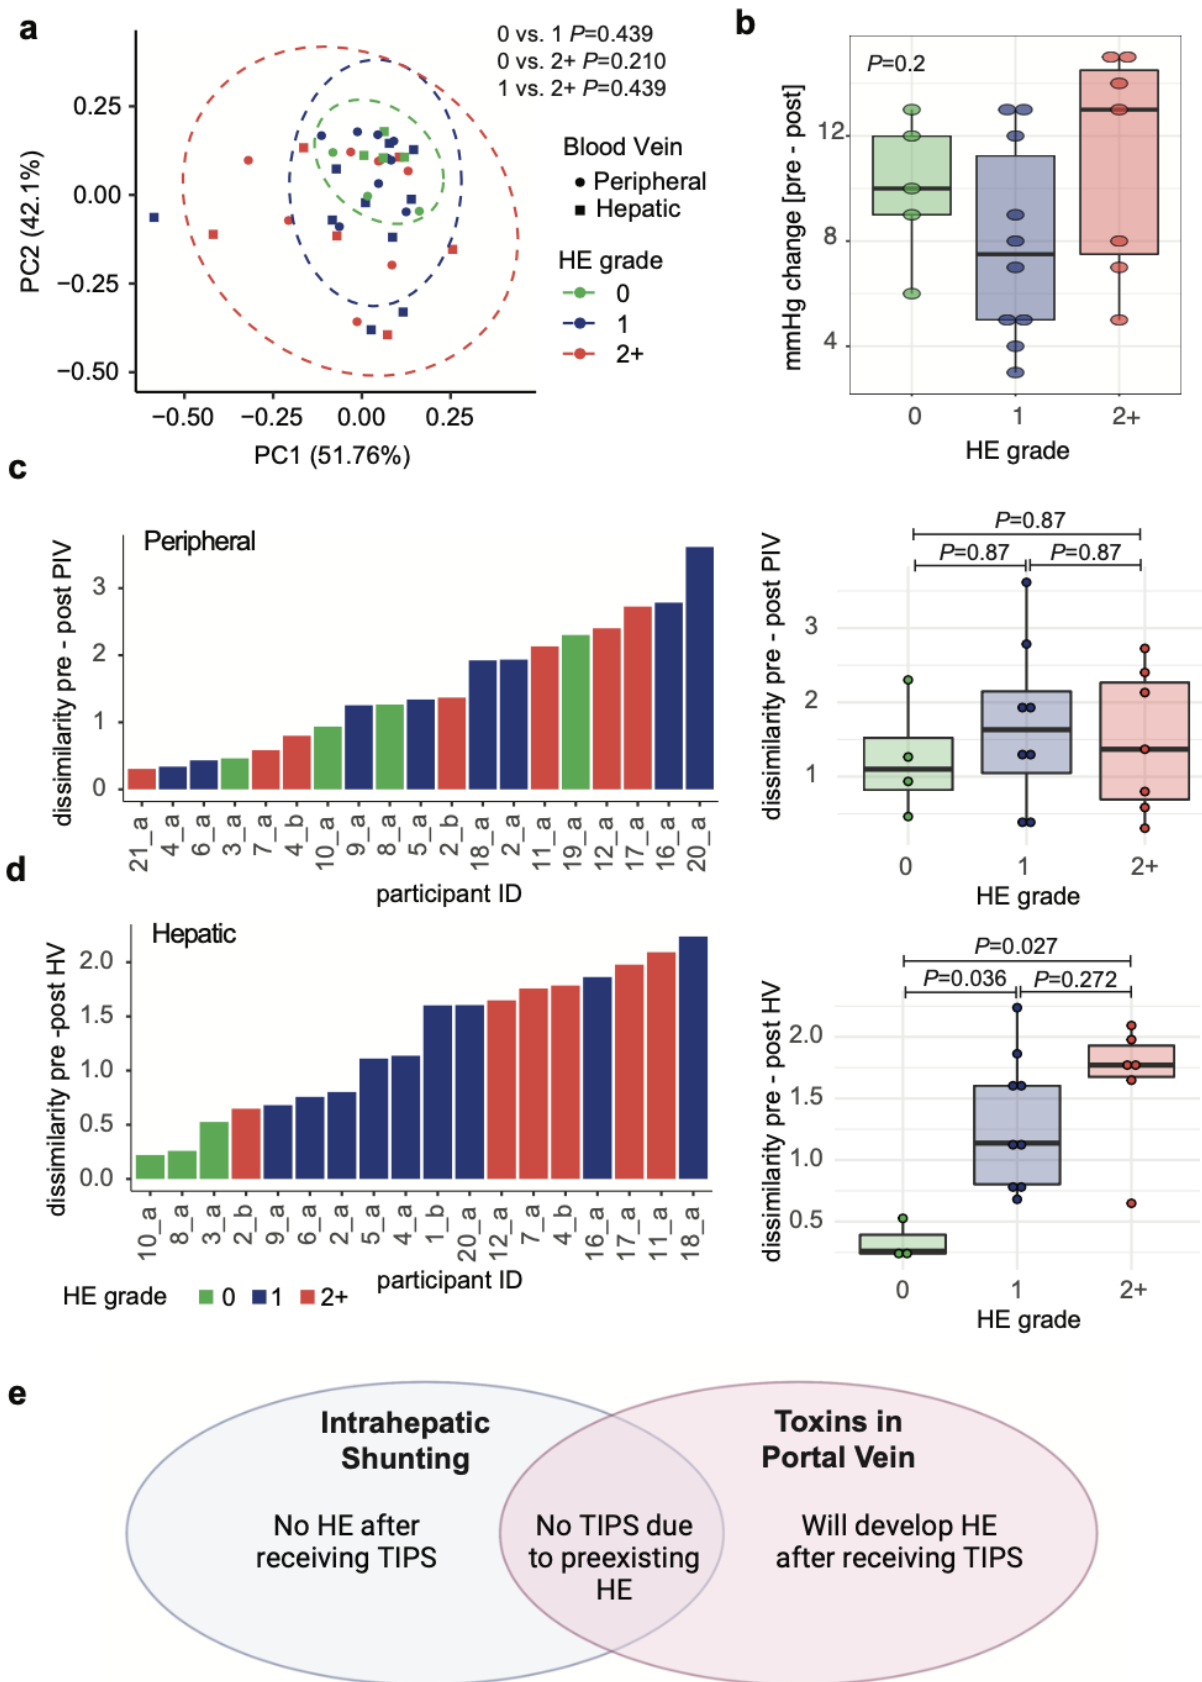 a
0 vs. 1 P=0.439
0 vs. 2+ P=0.210
1 vs. 2+ P=0.439
0.25
0.00
−0.25
−0.50
PC2 (42.1%)
−0.50
−0.25
0.00
0.25
PC1 (51.76%)
Blood Vein
Peripheral
Hepatic
HE grade
0
1
2+
b
P=0.2
12
8
4
mmHg change [pre - post]
0
1
2+
HE grade
c
Peripheral
3
2
1
0
dissimilarity pre - post PIV
21_a
4_a
6_a
3_a
7_a
4_b
10_a
9_a
8_a
5_a
2_b
18_a
2_a
11_a
19_a
12_a
17_a
16_a
20_a
participant ID
P=0.87
P=0.87
P=0.87
3
2
1
dissimilarity pre - post PIV
0
1
2+
HE grade
d
Hepatic
2.0
1.5
1.0
0.5
0.0
dissimilarity pre -post HV
10_a
8_a
3_a
2_b
9_a
6_a
2_a
5_a
4_a
1_b
20_a
12_a
7_a
4_b
16_a
17_a
11_a
18_a
participant ID
HE grade
0
1
2+
P=0.027
P=0.036
P=0.272
2.0
1.5
1.0
0.5
dissimilarity pre - post HV
0
1
2+
HE grade
e
Intrahepatic
Shunting
No HE after
receiving TIPS
No TIPS due
to preexisting
HE
Toxins in
Portal Vein
Will develop HE
after receiving TIPS